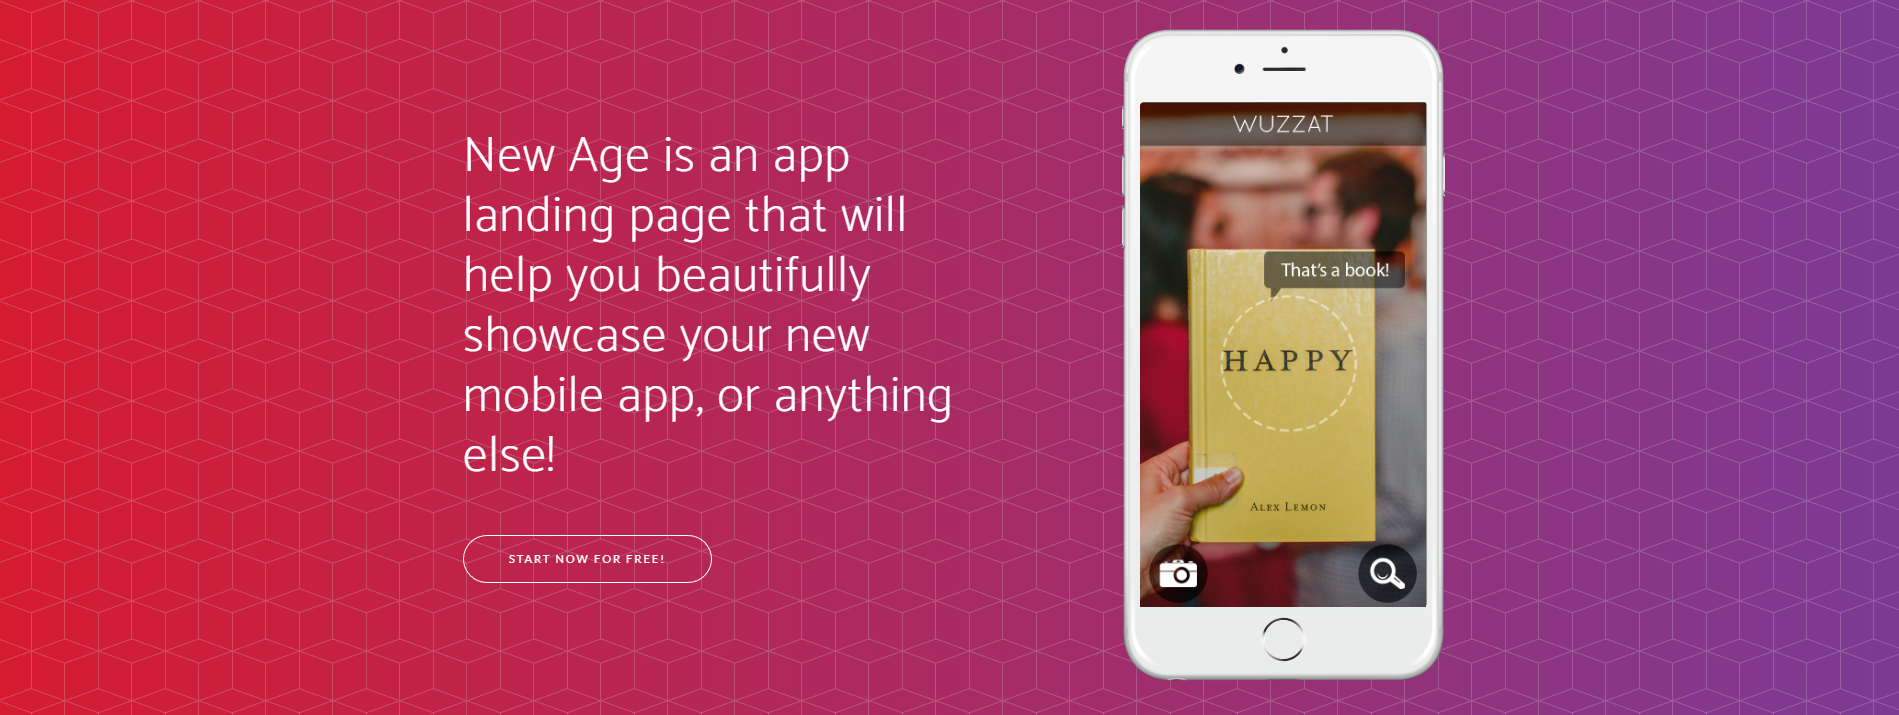 New Age is an app
landing page that will
help you beautifully
showcase your new
mobile app, or anything
else!
START NOW FOR FREE!
WUZZAT
That's a book!
HAPPY
ALEX LEMON